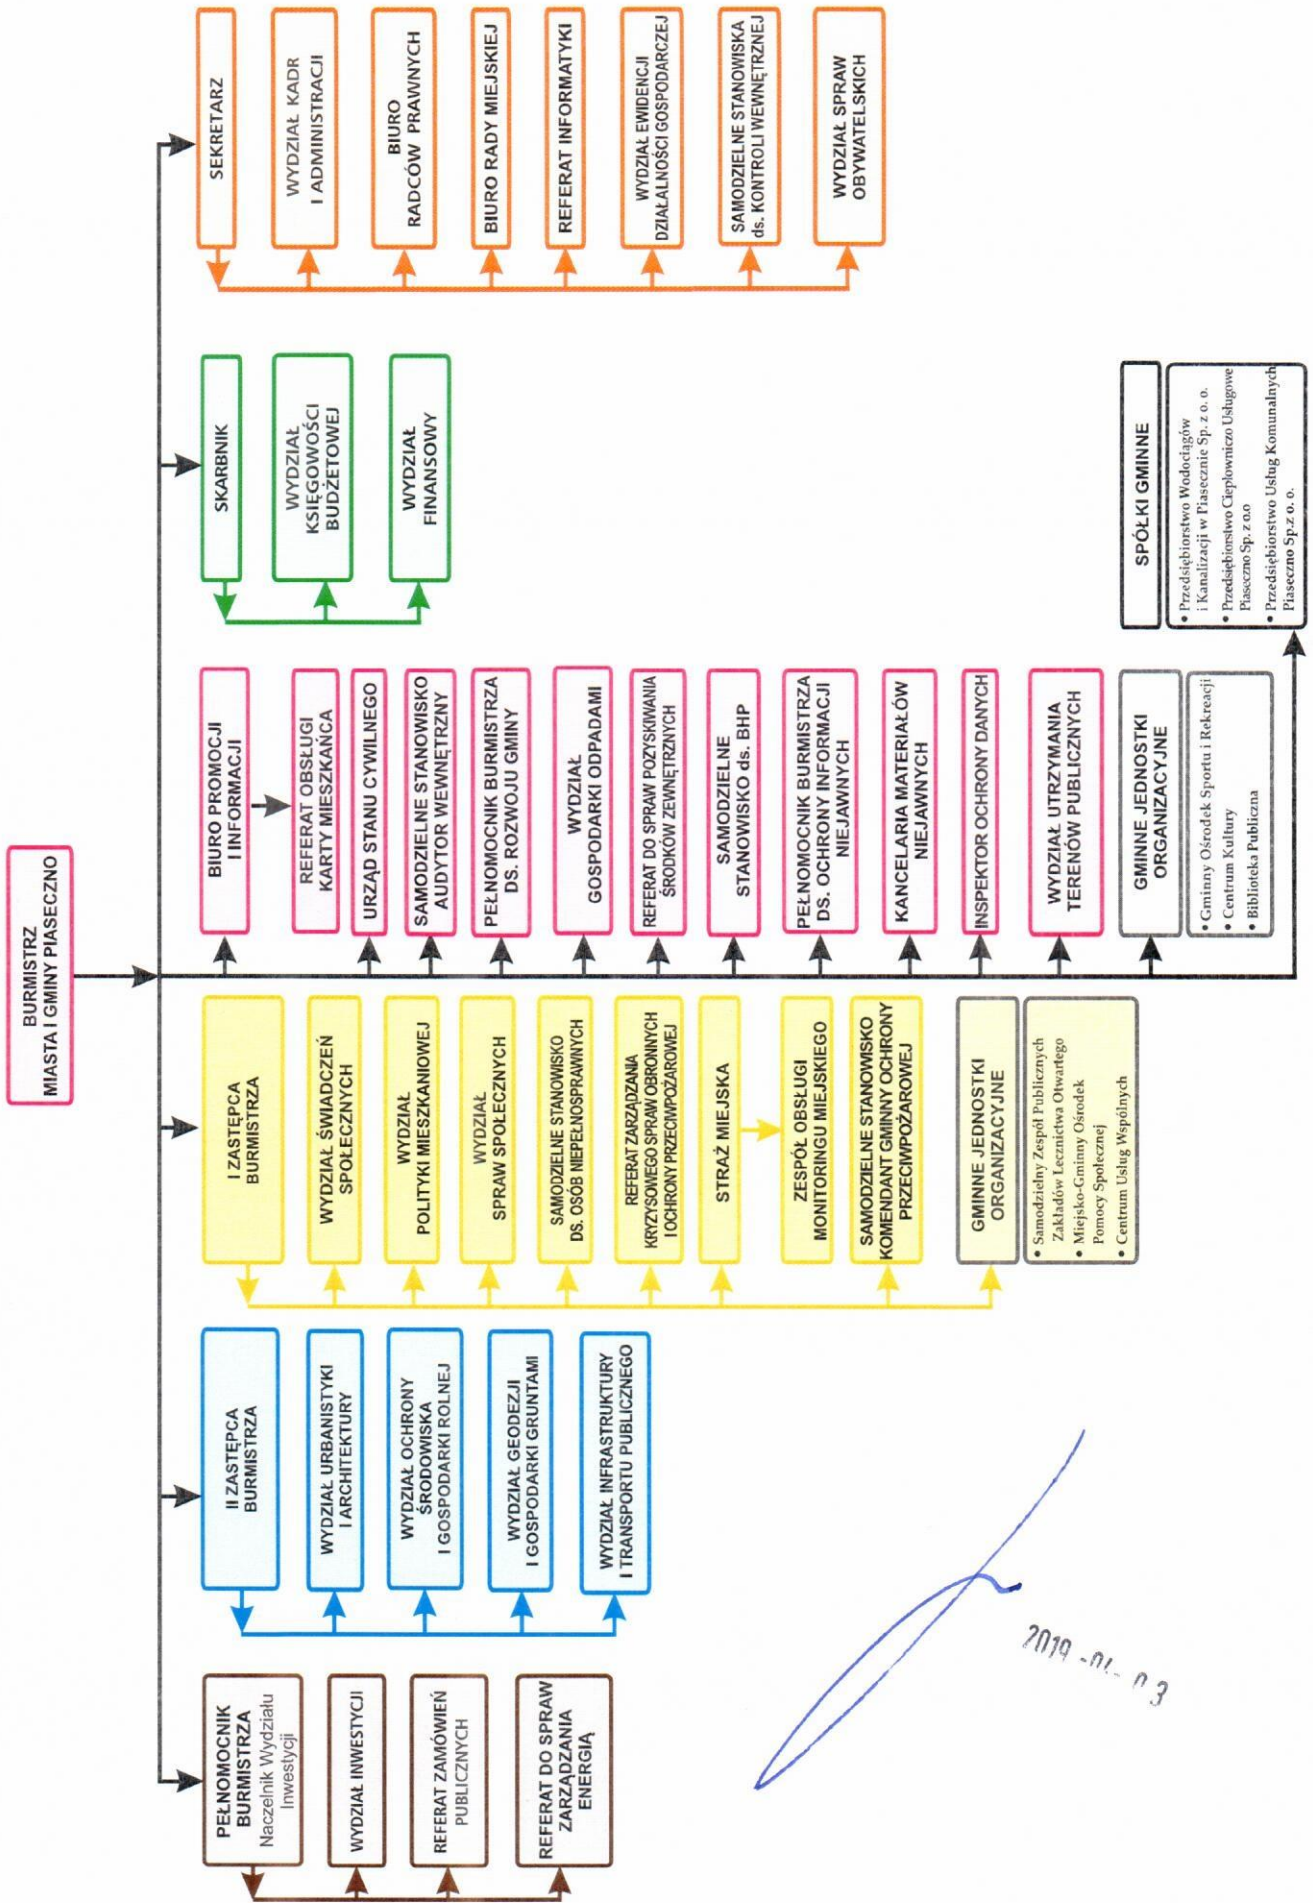 BURMISTRZ
MIASTA I GMINY PIASECZNO
PEŁNOMOCNIK
BURMISTRZA
Naczelnik Wydziału
Inwestycji
WYDZIAŁ INWESTYCJI
REFERAT ZAMÓWIEŃ
PUBLICZNYCH
REFERAT DO SPRAW
ZARZĄDZANIA
ENERGIĄ
II ZASTĘPCA
BURMISTRZA
WYDZIAŁ URBANISTYKI
I ARCHITEKTURY
WYDZIAŁ OCHRONY
ŚRODOWISKA
I GOSPODARKI ROLNEJ
WYDZIAŁ GEODEZJI
I GOSPODARKI GRUNTAMI
WYDZIAŁ INFRASTRUKTURY
I TRANSPORTU PUBLICZNEGO
I ZASTĘPCA
BURMISTRZA
WYDZIAŁ ŚWIADCZEŃ
SPOŁECZNYCH
WYDZIAŁ
POLITYKI MIESZKANIOWEJ
WYDZIAŁ
SPRAW SPOŁECZNYCH
SAMODZIELNE STANOWISKO
DS. OSÓB NIEPEŁNOSPRAWNYCH
REFERAT ZARZĄDZANIA
KRYZYSOWEGO SPRAW OBRONNYCH
I OCHRONY PRZECIWPOŻAROWEJ
STRAŻ MIEJSKA
ZESPÓŁ OBSŁUGI
MONITORINGU MIEJSKIEGO
SAMODZIELNE STANOWISKO
KOMENDANT GMINNY OCHRONY
PRZECIWPOŻAROWEJ
GMINNE JEDNOSTKI
ORGANIZACYJNE
• Samodzielny Zespół Publicznych
Zakładów Lecznictwa Otwartego
• Miejsko-Gminny Ośrodek
Pomocy Społecznej
• Centrum Usług Wspólnych
BIURO PROMOCJI
I INFORMACJI
REFERAT OBSŁUGI
KARTY MIESZKAŃCA
URZĄD STANU CYWILNEGO
SAMODZIELNE STANOWISKO
AUDYTOR WEWNĘTRZNY
PEŁNOMOCNIK BURMISTRZA
DS. ROZWOJU GMINY
WYDZIAŁ
GOSPODARKI ODPADAMI
REFERAT DO SPRAW POZYSKIWANIA
ŚRODKÓW ZEWNĘTRZNYCH
SAMODZIELNE
STANOWISKO ds. BHP
PEŁNOMOCNIK BURMISTRZA
DS. OCHRONY INFORMACJI
NIEJAWNYCH
KANCELARIA MATERIAŁÓW
NIEJAWNYCH
INSPEKTOR OCHRONY DANYCH
WYDZIAŁ UTRZYMANIA
TERENÓW PUBLICZNYCH
GMINNE JEDNOSTKI
ORGANIZACYJNE
• Gminny Ośrodek Sportu i Rekreacji
• Centrum Kultury
• Biblioteka Publiczna
SKARBNIK
WYDZIAŁ
KSIĘGOWOŚCI
BUDŻETOWEJ
WYDZIAŁ
FINANSOWY
SPÓŁKI GMINNE
• Przedsiębiorstwo Wodociągów
i Kanalizacji w Piasecznie Sp. z o. o.
• Przedsiębiorstwo Ciepłowniczo Usługowe
Piaseczno Sp. z o.o
• Przedsiębiorstwo Usług Komunalnych
Piaseczno Sp.z o. o.
SEKRETARZ
WYDZIAŁ KADR
I ADMINISTRACJI
BIURO
RADCÓW PRAWNYCH
BIURO RADY MIEJSKIEJ
REFERAT INFORMATYKI
WYDZIAŁ EWIDENCJI
DZIAŁALNOŚCI GOSPODARCZEJ
SAMODZIELNE STANOWISKA
ds. KONTROLI WEWNĘTRZNEJ
WYDZIAŁ SPRAW
OBYWATELSKICH
2019